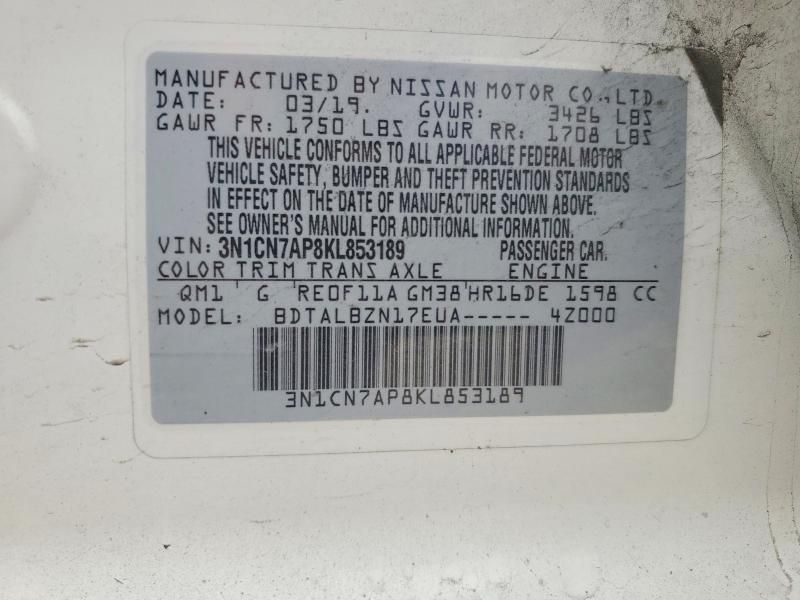 MANUFACTURED BY NISSAN MOTOR CO., LTD.
DATE: 03/19. GVWR: 3426 LBS
GAWR FR: 1750 LBS GAWR RR: 1708 LBS
THIS VEHICLE CONFORMS TO ALL APPLICABLE FEDERAL MOTOR
VEHICLE SAFETY, BUMPER AND THEFT PREVENTION STANDARDS
IN EFFECT ON THE DATE OF MANUFACTURE SHOWN ABOVE.
SEE OWNER'S MANUAL FOR ADDITIONAL INFORMATION.
VIN: 3N1CN7AP8KL853189 PASSENGER CAR.
COLOR TRIM TRANS AXLE ENGINE
QM1 ' G ' RE0F11A GM38 ' HR16DE 1598 CC
MODEL: BDTALBZN17EUA----- 4Z000
3N1CN7AP8KL853189